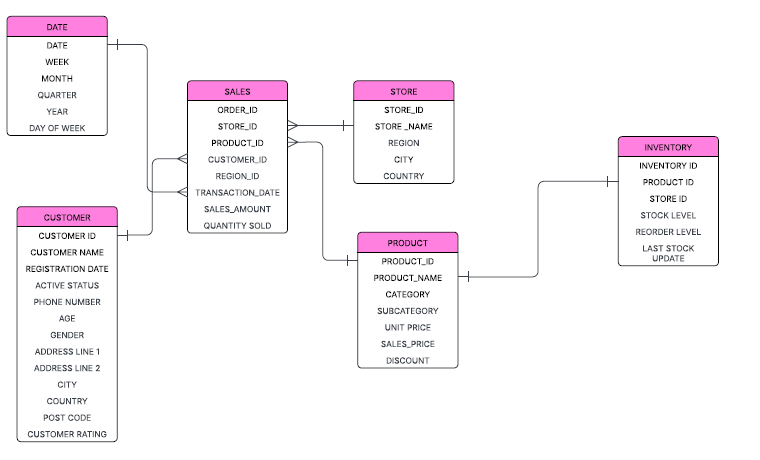 DATE
DATE
WEEK
MONTH
QUARTER
YEAR
DAY OF WEEK
SALES
ORDER_ID
STORE_ID
PRODUCT_ID
CUSTOMER_ID
REGION_ID
TRANSACTION_DATE
SALES_AMOUNT
QUANTITY SOLD
STORE
STORE_ID
STORE _NAME
REGION
CITY
COUNTRY
INVENTORY
INVENTORY ID
PRODUCT ID
STORE ID
STOCK LEVEL
REORDER LEVEL
LAST STOCK
UPDATE
CUSTOMER
CUSTOMER ID
CUSTOMER NAME
REGISTRATION DATE
ACTIVE STATUS
PHONE NUMBER
AGE
GENDER
ADDRESS LINE 1
ADDRESS LINE 2
CITY
COUNTRY
POST CODE
CUSTOMER RATING
PRODUCT
PRODUCT_ID
PRODUCT_NAME
CATEGORY
SUBCATEGORY
UNIT PRICE
SALES_PRICE
DISCOUNT